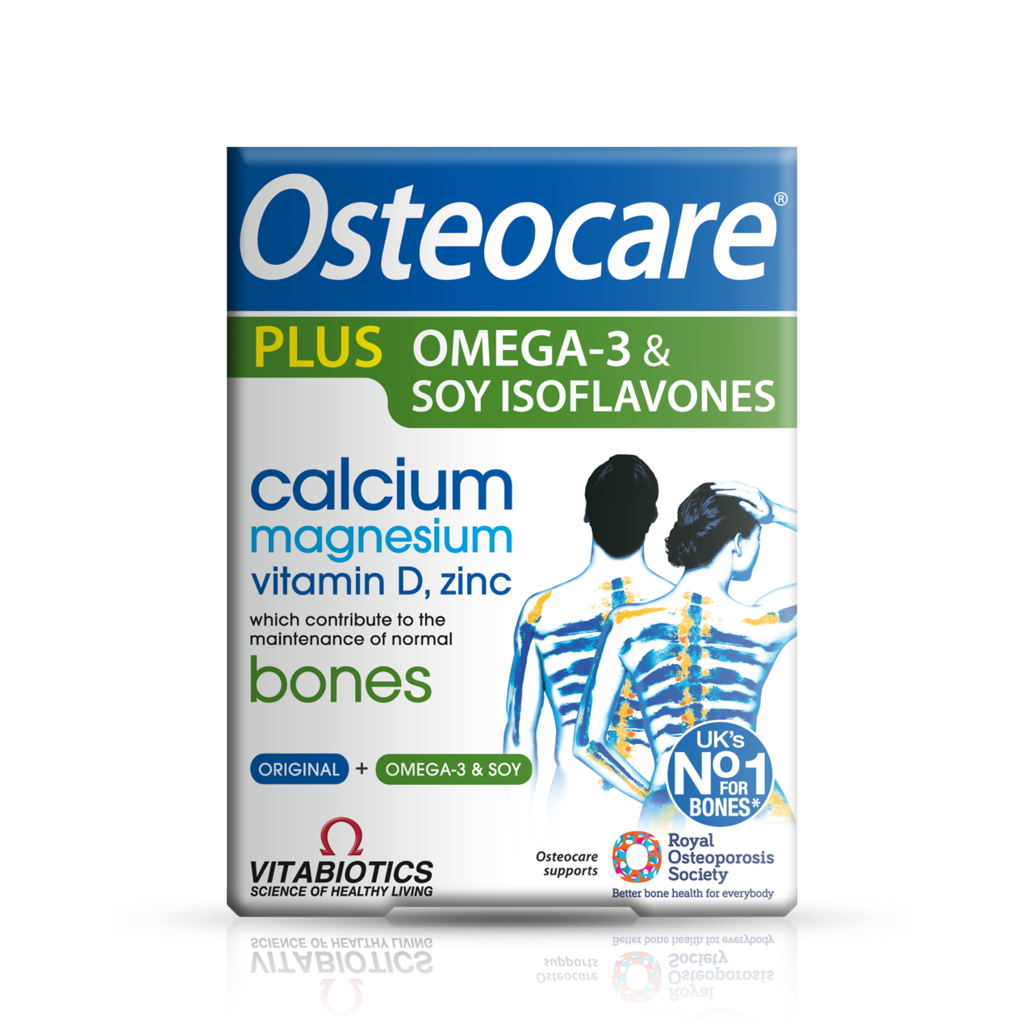 Osteocare®
PLUS OMEGA-3 &
SOY ISOFLAVONES
calcium
magnesium
vitamin D, zinc
which contribute to the
maintenance of normal
bones
ORIGINAL + OMEGA-3 & SOY
UK's
No1
FOR
BONES*
VITABIOTICS
SCIENCE OF HEALTHY LIVING
Osteocare
supports
Royal
Osteoporosis
Society
Better bone health for everybody